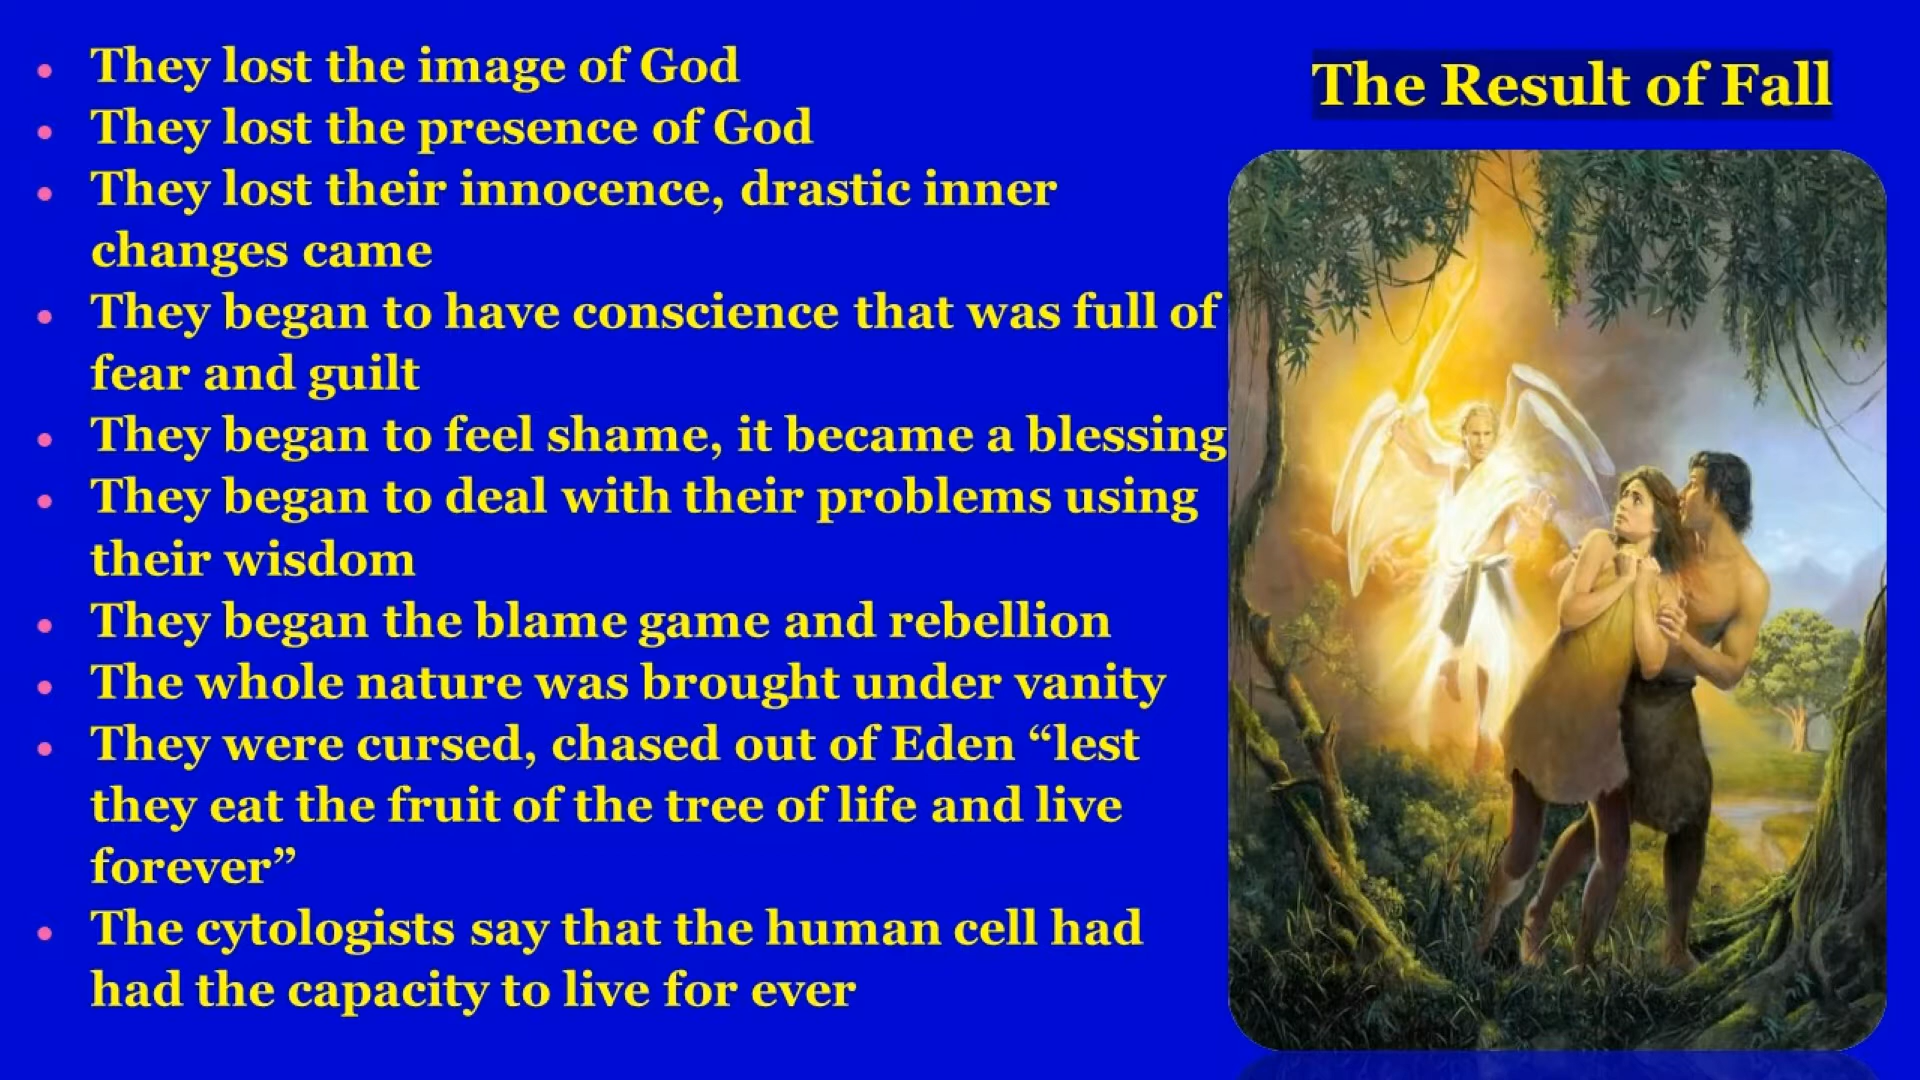 The Result of Fall
• They lost the image of God
• They lost the presence of God
• They lost their innocence, drastic inner
changes came
• They began to have conscience that was full of
fear and guilt
• They began to feel shame, it became a blessing
• They began to deal with their problems using
their wisdom
• They began the blame game and rebellion
• The whole nature was brought under vanity
• They were cursed, chased out of Eden “lest
they eat the fruit of the tree of life and live
forever”
• The cytologists say that the human cell had
had the capacity to live for ever